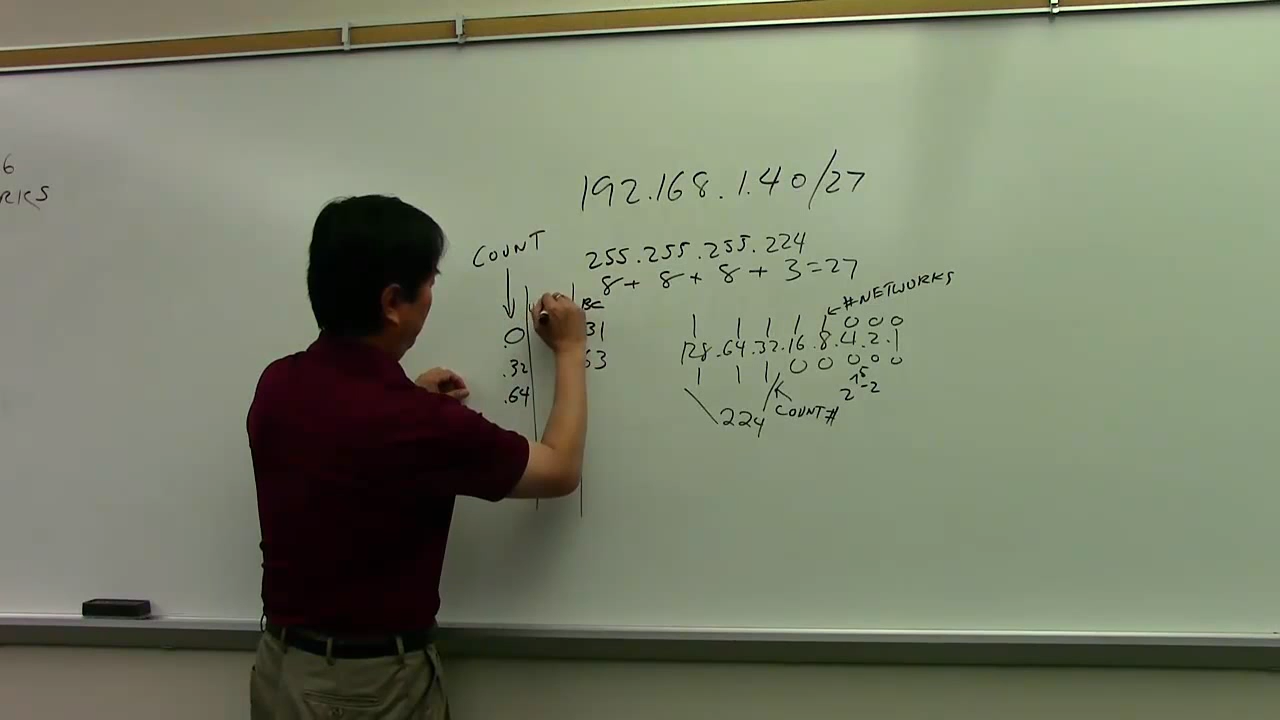 6
RKS
192.168.1.40/27
COUNT
255.255.255.224
8+ 8+ 8+ 3=27
#NETWORKS
BC
1 1 1 1 1 0 0 0
.0
31
128.64.32.16.8.4.2.1
.32
63
1 1 1 0 0 0 0 0
.64
2 -2
224
COUNT#